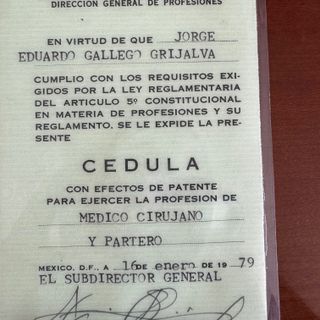 DIRECCION GENERAL DE PROFESIONES
EN VIRTUD DE QUE JORGE
EDUARDO GALLEGO GRIJALVA
CUMPLIO CON LOS REQUISITOS EXI-
GIDOS POR LA LEY REGLAMENTARIA
DEL ARTICULO 5º CONSTITUCIONAL
EN MATERIA DE PROFESIONES Y SU
REGLAMENTO. SE LE EXPIDE LA PRE-
SENTE
CEDULA
CON EFECTOS DE PATENTE
PARA EJERCER LA PROFESION DE
MEDICO CIRUJANO
Y PARTERO
MEXICO, D.F., A 16 DE enero DE 1979
EL SUBDIRECTOR GENERAL